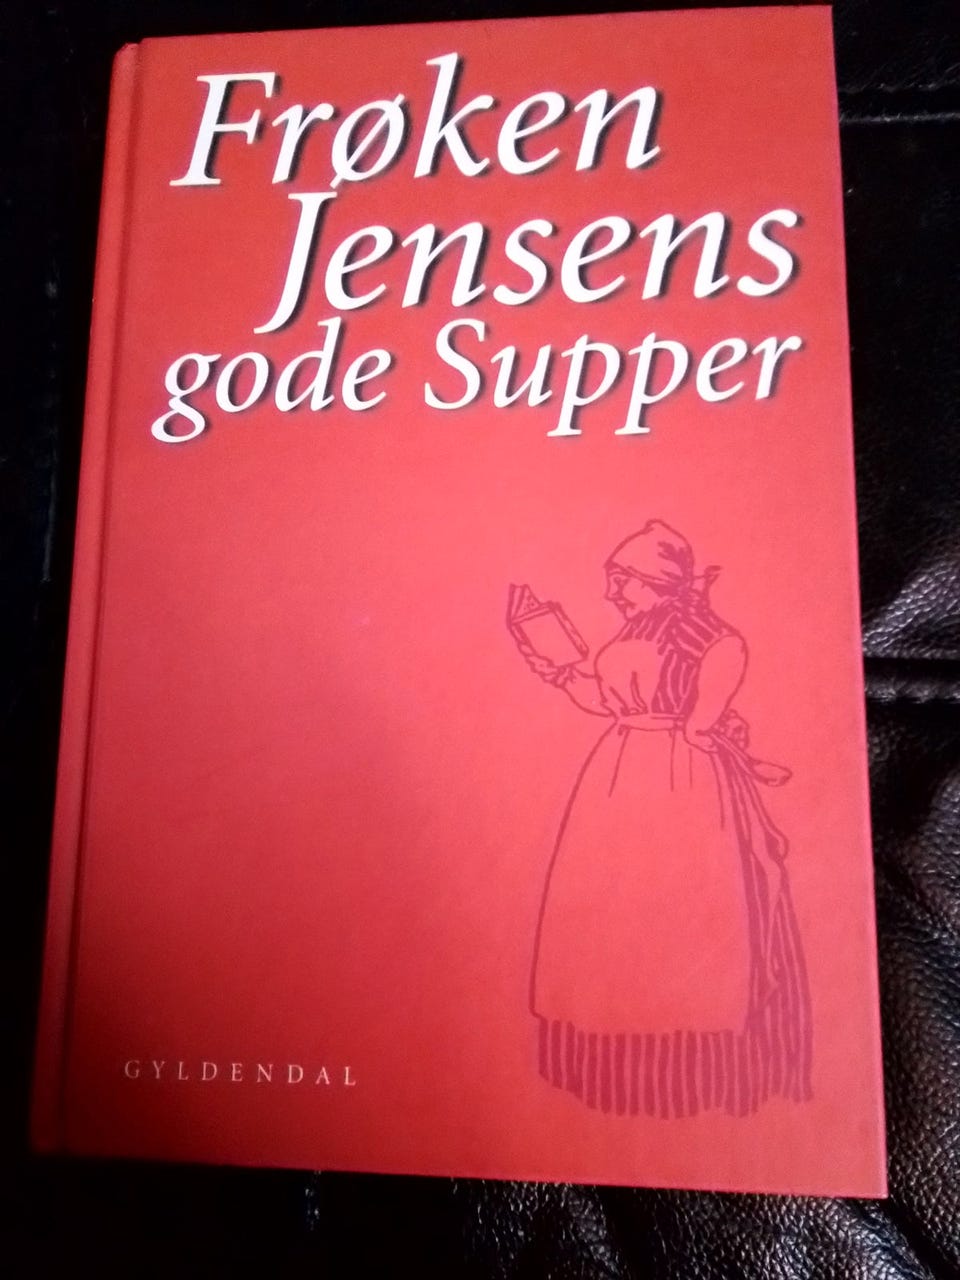 Frøken
Jensens
gode Supper
GYLDENDAL